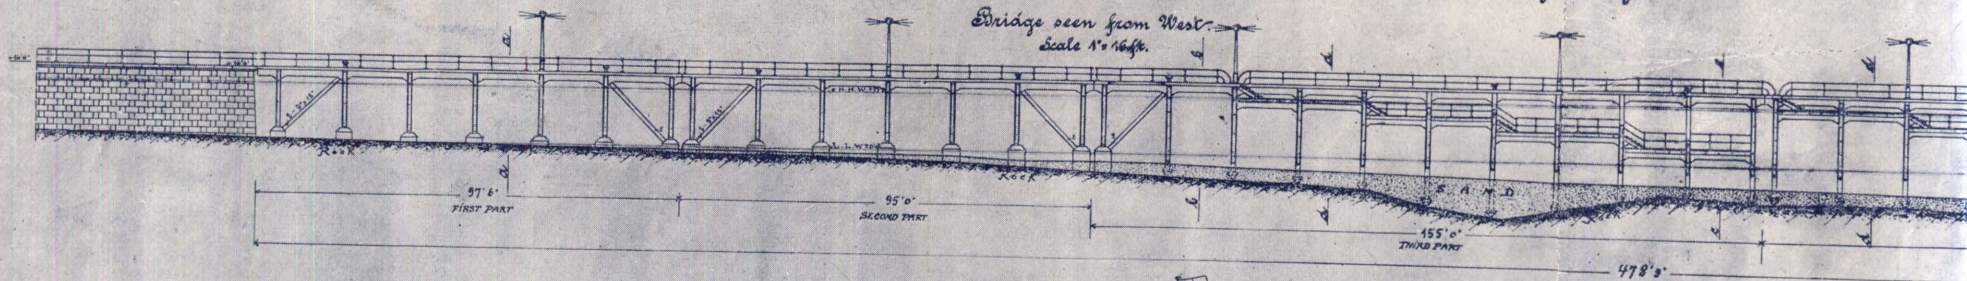 Bridge seen from West.
Scale 1"= 16 ft.
a
b
d
c
d
H.H.W.
L.L.W.
Rock
Rock
SAND
a
b
d
c
d
97'6"
FIRST PART
95'0"
SECOND PART
155'0"
THIRD PART
478'9"